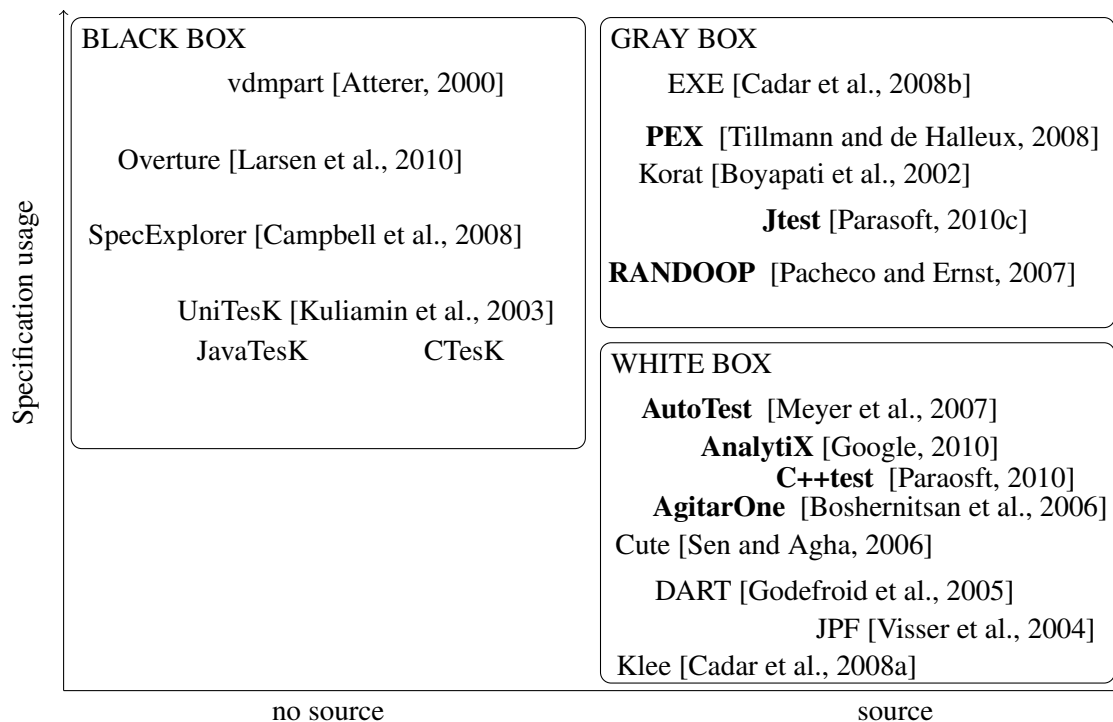 Specification usage
BLACK BOX
vdmpart [Atterer, 2000]
Overture [Larsen et al., 2010]
SpecExplorer [Campbell et al., 2008]
UniTesK [Kuliamin et al., 2003]
JavaTesK CTesK
GRAY BOX
EXE [Cadar et al., 2008b]
PEX [Tillmann and de Halleux, 2008]
Korat [Boyapati et al., 2002]
Jtest [Parasoft, 2010c]
RANDOOP [Pacheco and Ernst, 2007]
WHITE BOX
AutoTest [Meyer et al., 2007]
AnalytiX [Google, 2010]
C++test [Paraosft, 2010]
AgitarOne [Boshernitsan et al., 2006]
Cute [Sen and Agha, 2006]
DART [Godefroid et al., 2005]
JPF [Visser et al., 2004]
Klee [Cadar et al., 2008a]
no source
source